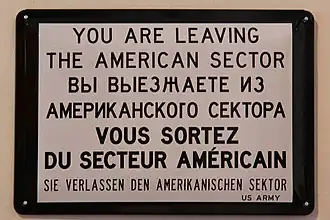 YOU ARE LEAVING
THE AMERICAN SECTOR
ВЫ ВЫЕЗЖАЕТЕ ИЗ
АМЕРИКАНСКОГО СЕКТОРА
VOUS SORTEZ
DU SECTEUR AMÉRICAIN
SIE VERLASSEN DEN AMERIKANISCHEN SEKTOR
US ARMY